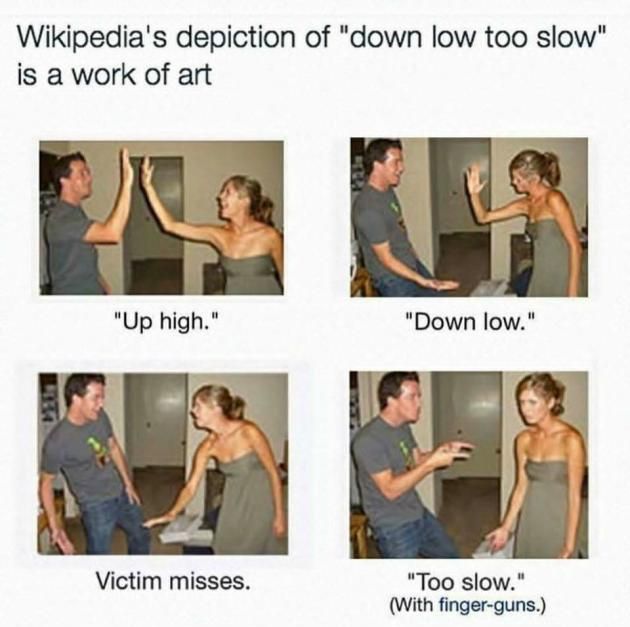 Wikipedia's depiction of "down low too slow"
is a work of art
"Up high."
"Down low."
Victim misses.
"Too slow."
(With finger-guns.)